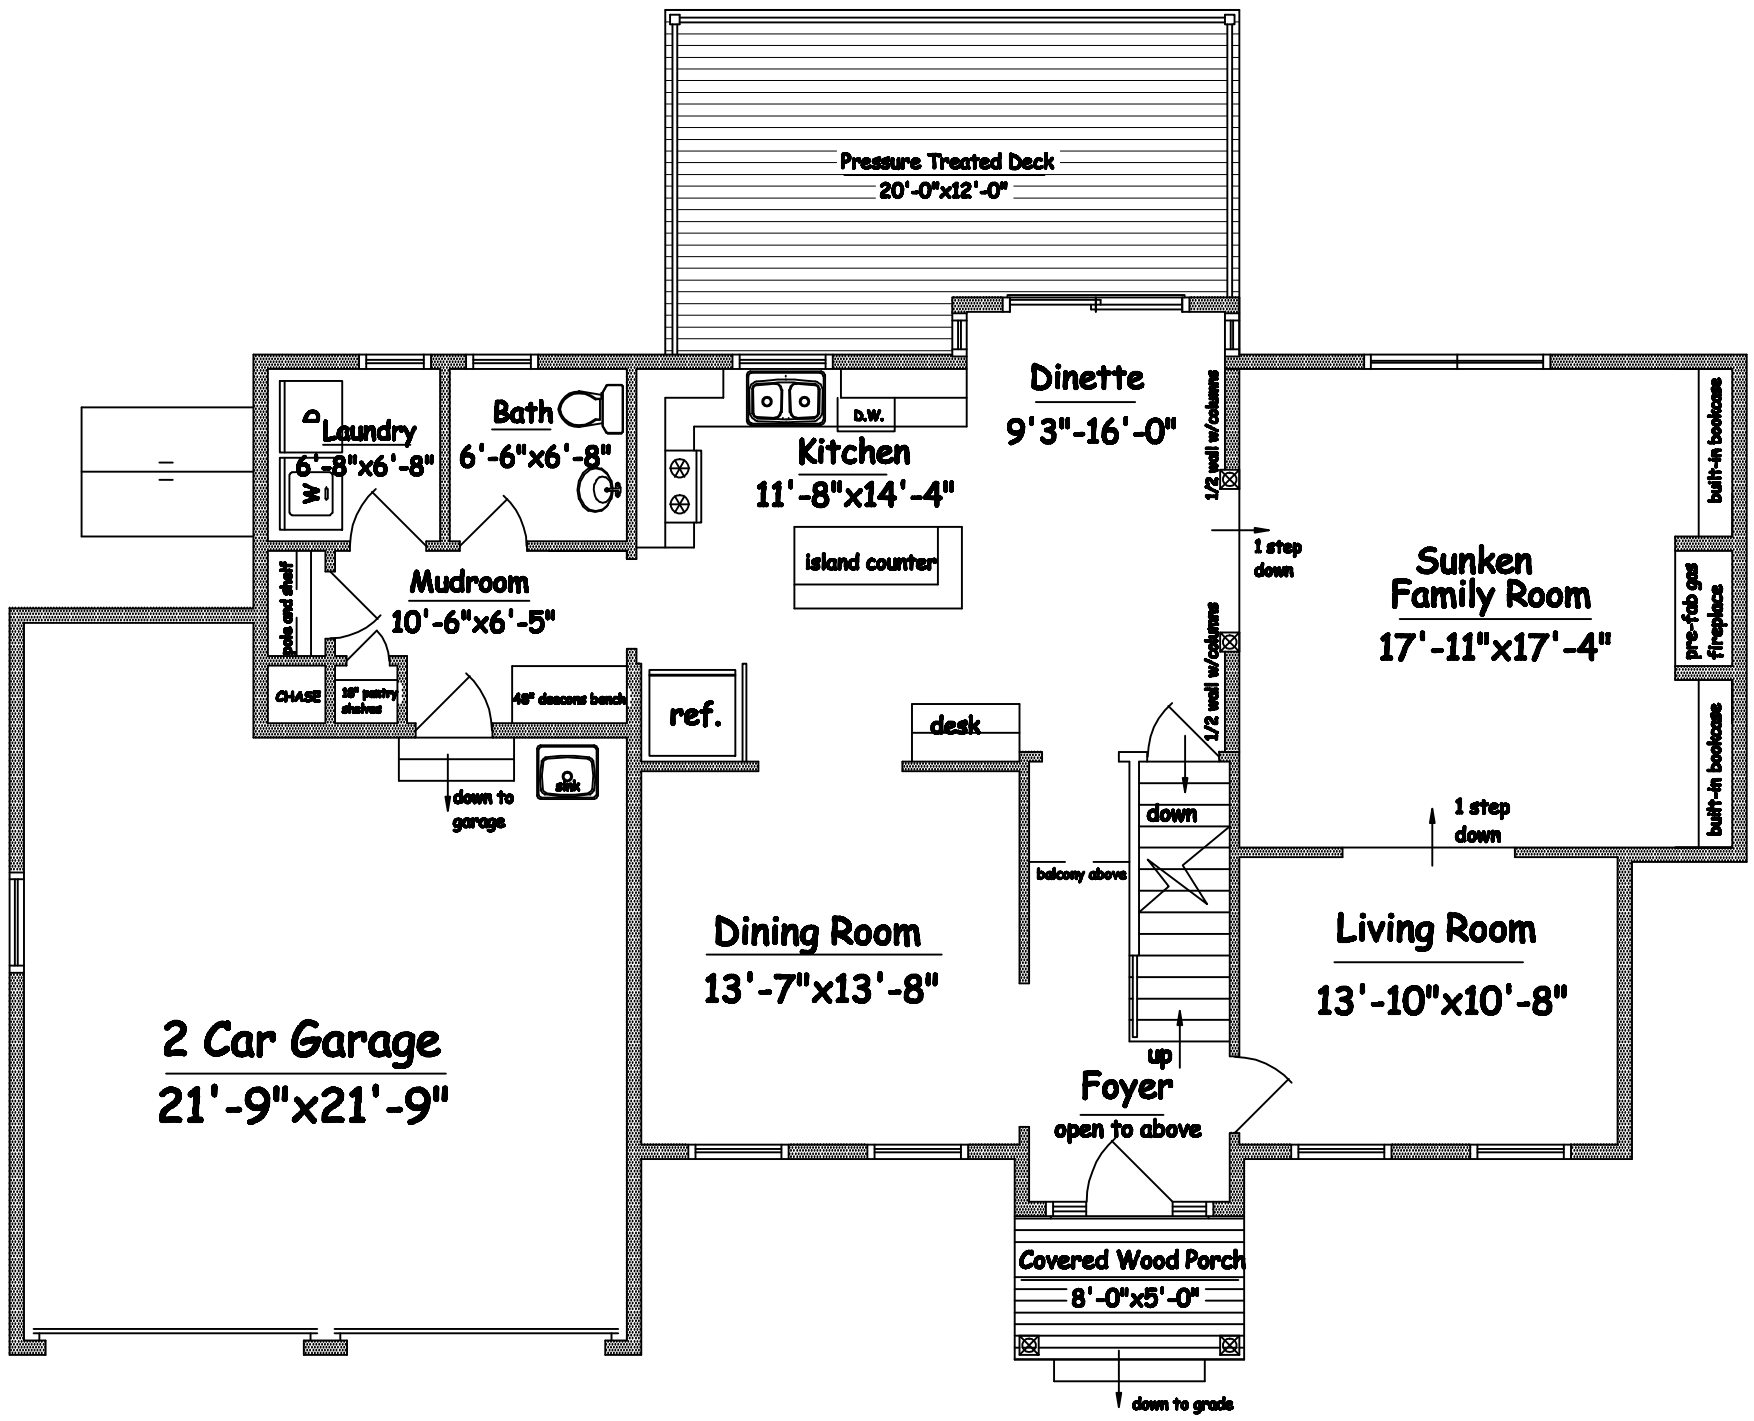 Pressure Treated Deck
20'-0"x12'-0"
Dinette
9'3"-16'-0"
1/2 wall w/columns
built-in bookcase
D
Laundry
6'-8"x6'-8"
W
Bath
6'-6"x6'-8"
D.W.
Kitchen
11'-8"x14'-4"
island counter
1 step
down
Sunken
Family Room
17'-11"x17'-4"
pre-fab gas
fireplace
pole and shelf
Mudroom
10'-6"x6'-5"
1/2 wall w/columns
CHASE
18" pantry
shelves
48" deacons bench
ref.
desk
built-in bookcase
sink
down to
garage
down
1 step
down
balcony above
Dining Room
13'-7"x13'-8"
Living Room
13'-10"x10'-8"
2 Car Garage
21'-9"x21'-9"
up
Foyer
open to above
Covered Wood Porch
8'-0"x5'-0"
down to grade